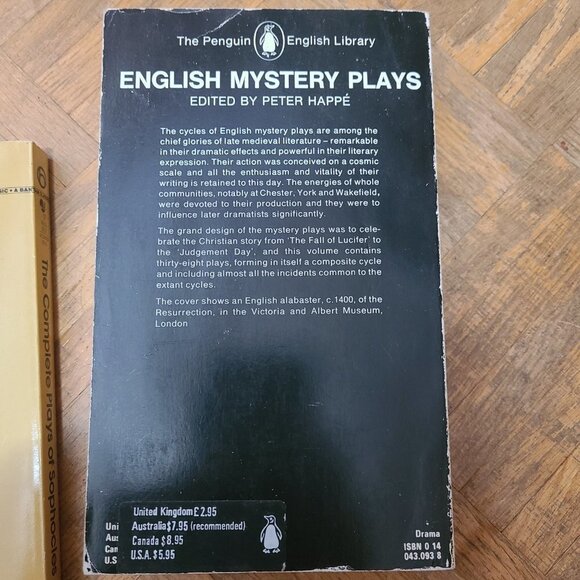 The Penguin English Library
ENGLISH MYSTERY PLAYS
EDITED BY PETER HAPPÉ
The cycles of English mystery plays are among the
chief glories of late medieval literature – remarkable
in their dramatic effects and powerful in their literary
expression. Their action was conceived on a cosmic
scale and all the enthusiasm and vitality of their
writing is retained to this day. The energies of whole
communities, notably at Chester, York and Wakefield,
were devoted to their production and they were to
influence later dramatists significantly.
The grand design of the mystery plays was to cele-
brate the Christian story from 'The Fall of Lucifer' to
the 'Judgement Day', and this volume contains
thirty-eight plays, forming in itself a composite cycle
and including almost all the incidents common to the
extant cycles.
The cover shows an English alabaster, c.1400, of the
Resurrection, in the Victoria and Albert Museum,
London
United Kingdom £2.95
Australia $7.95 (recommended)
Canada $8.95
U.S.A. $5.95
Uni
Aus
Can
U.S
Drama
ISBN 0 14
043.093 8
The Complete Plays of Sophocles